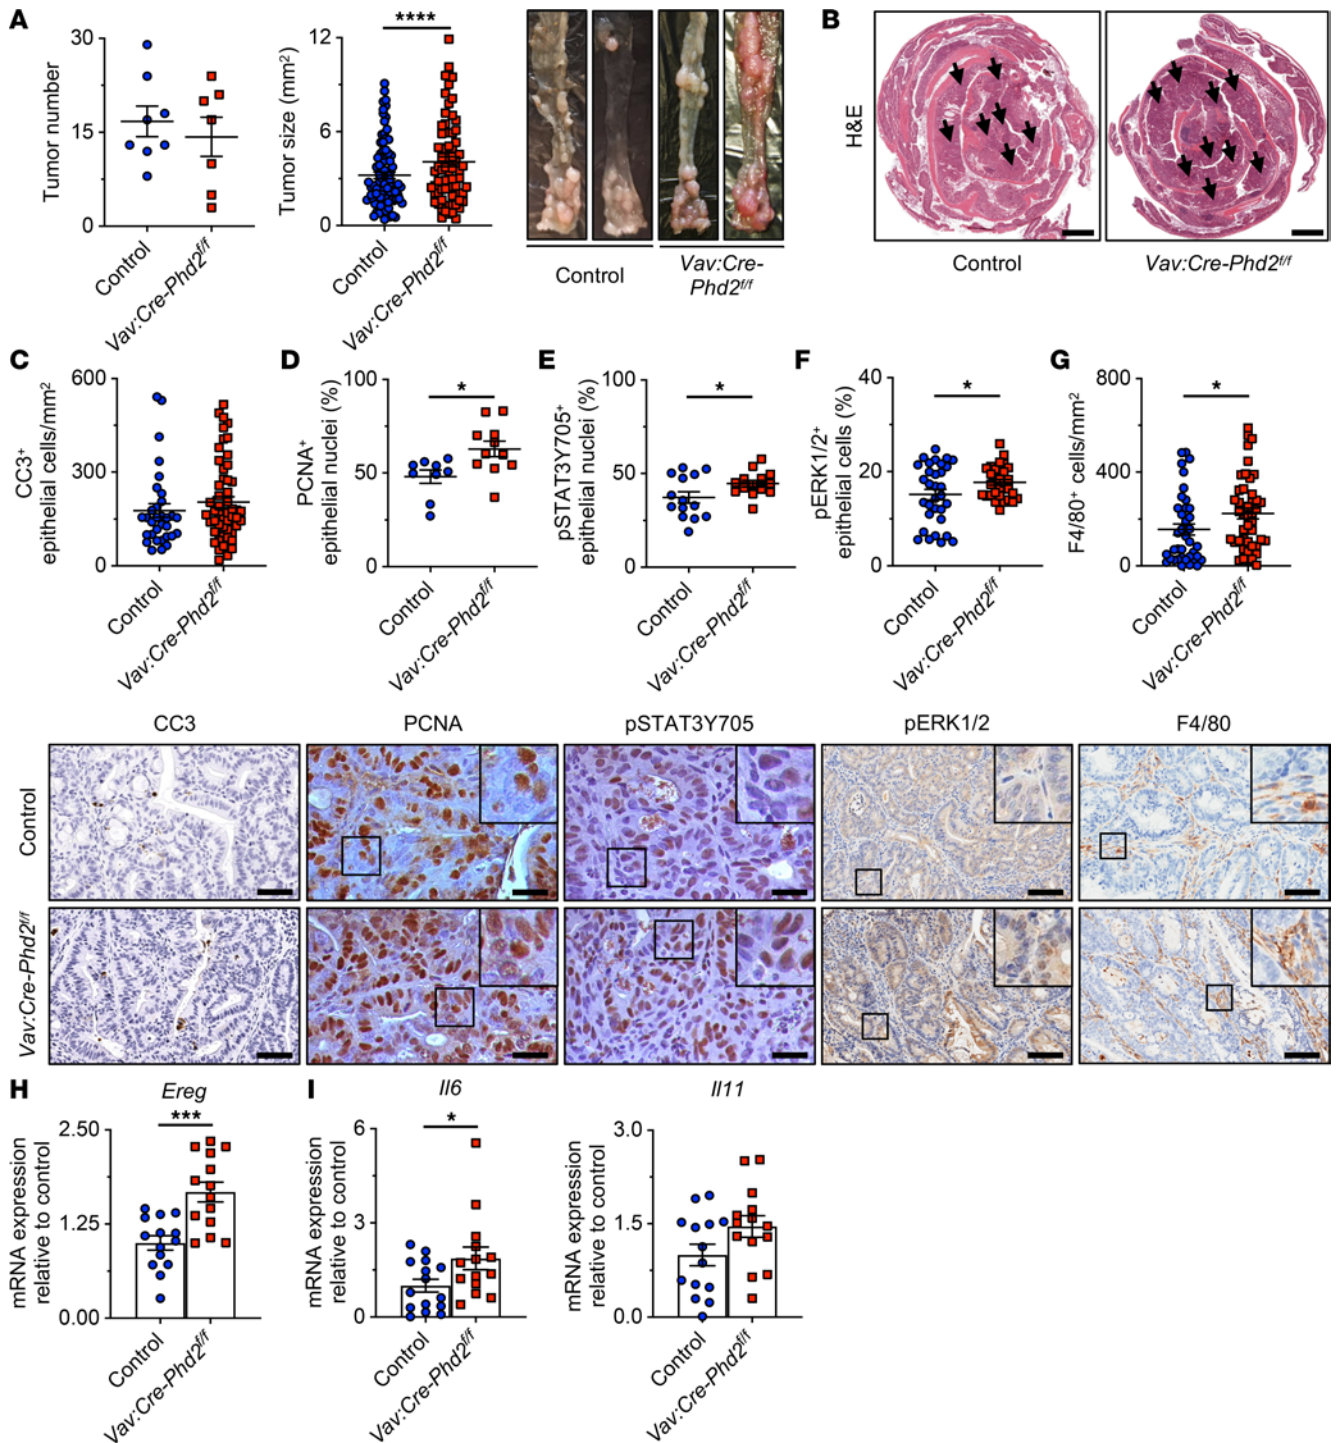 A
Tumor number
30
15
0
Control
Vav:Cre-Phd2f/f
Tumor size (mm2)
12
6
0
****
Control
Vav:Cre-Phd2f/f
Control
Vav:Cre-
Phd2f/f
B
H&E
Control
Vav:Cre-Phd2f/f
C
CC3+
epithelial cells/mm2
600
300
0
Control
Vav:Cre-Phd2f/f
D
PCNA+
epithelial nuclei (%)
100
50
0
*
Control
Vav:Cre-Phd2f/f
E
pSTAT3Y705+
epithelial nuclei (%)
100
50
0
*
Control
Vav:Cre-Phd2f/f
F
pERK1/2+
epithelial cells (%)
40
20
0
*
Control
Vav:Cre-Phd2f/f
G
F4/80+ cells/mm2
800
400
0
*
Control
Vav:Cre-Phd2f/f
CC3
PCNA
pSTAT3Y705
pERK1/2
F4/80
Control
Vav:Cre-Phd2f/f
H
Ereg
***
mRNA expression
relative to control
2.50
1.25
0.00
Control
Vav:Cre-Phd2f/f
I
Il6
*
mRNA expression
relative to control
6
3
0
Control
Vav:Cre-Phd2f/f
Il11
mRNA expression
relative to control
3.0
1.5
0.0
Control
Vav:Cre-Phd2f/f